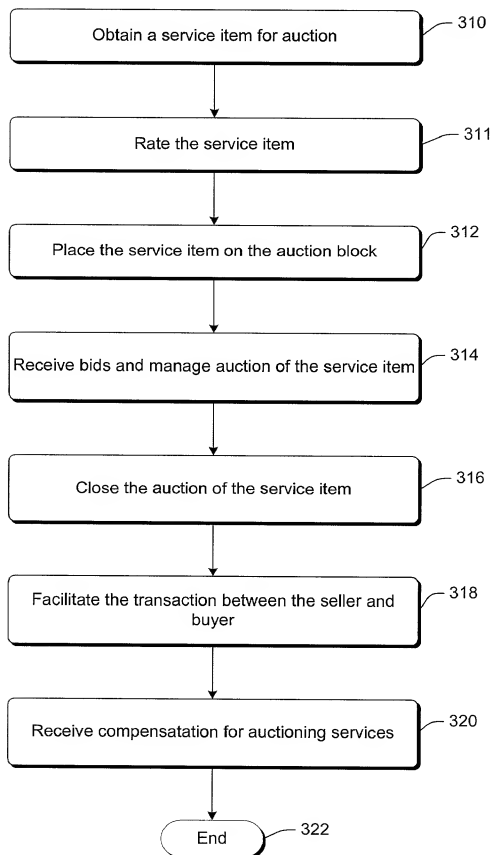 Obtain a service item for auction
310
Rate the service item
311
Place the service item on the auction block
312
Receive bids and manage auction of the service item
314
Close the auction of the service item
316
Facilitate the transaction between the seller and
buyer
318
Receive compensatation for auctioning services
320
End
322